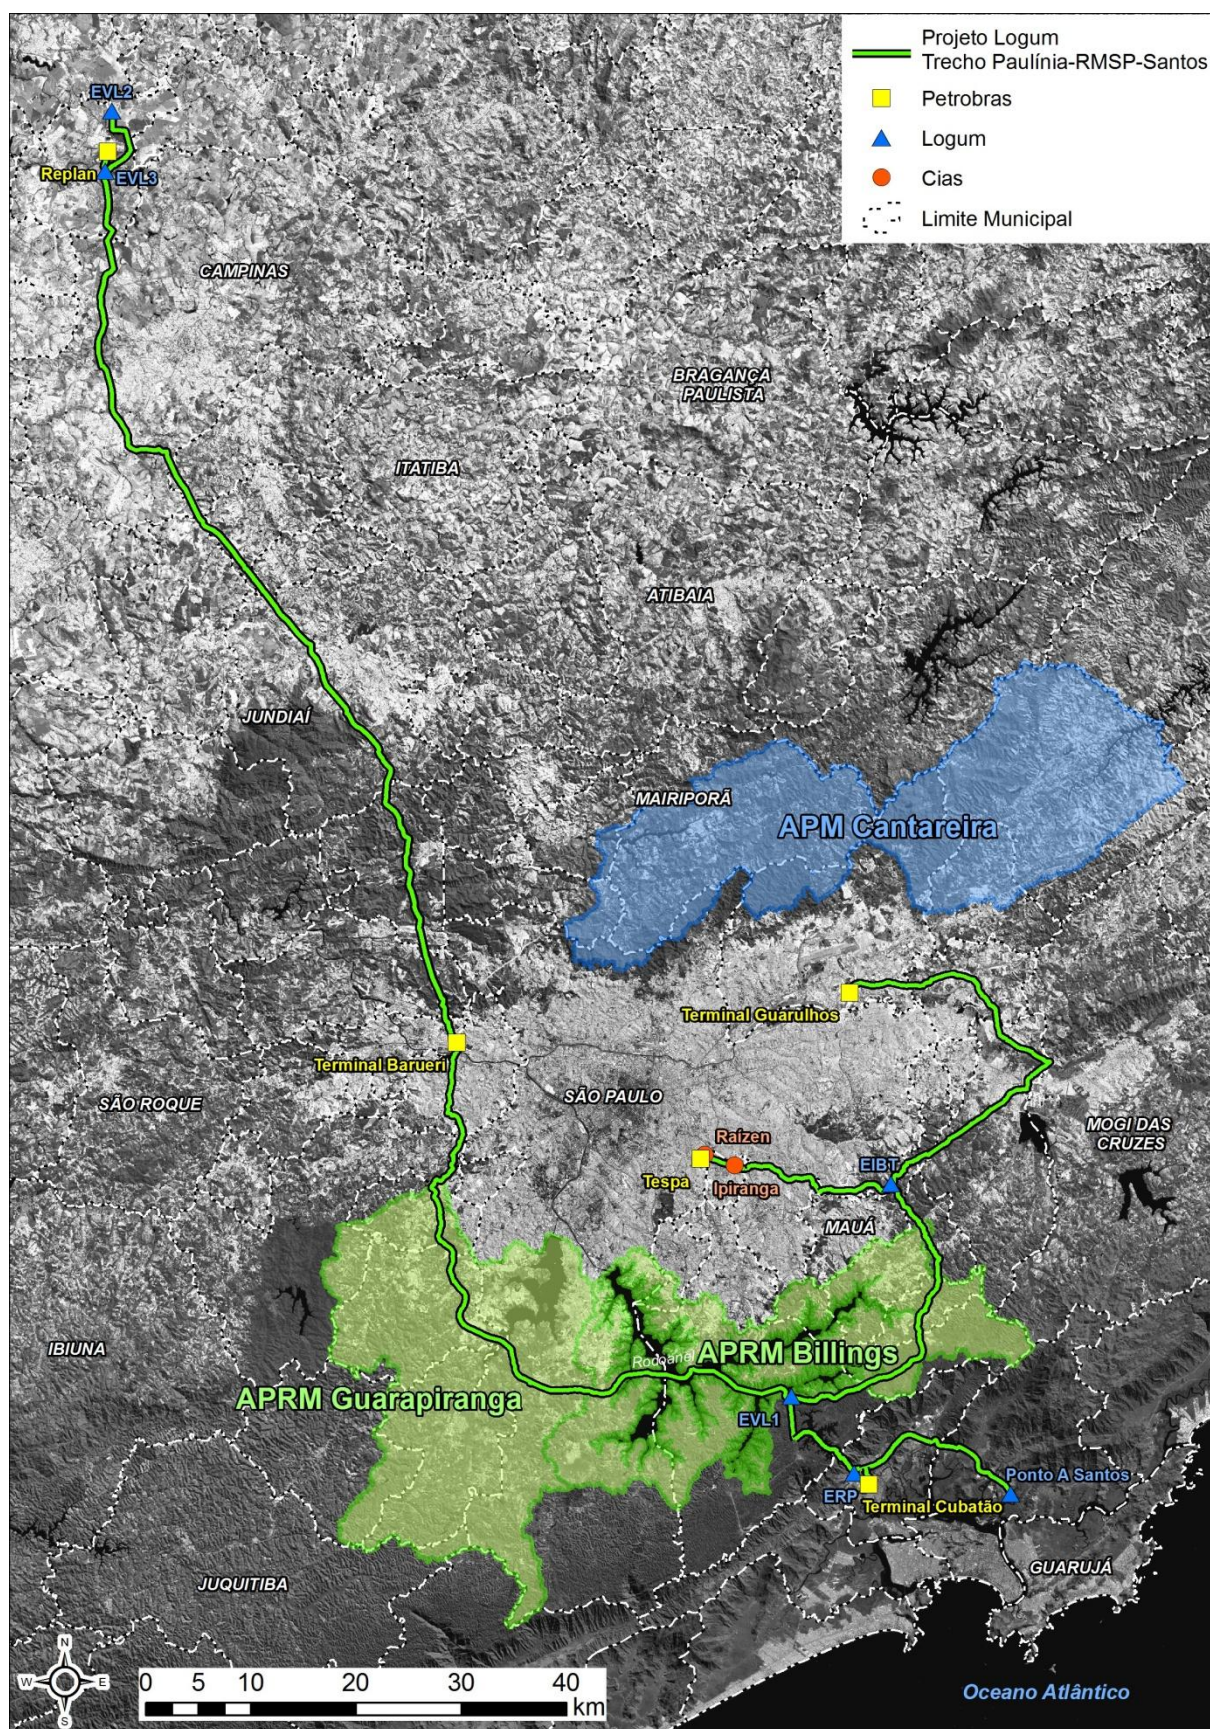 Projeto Logum
Trecho Paulínia-RMSP-Santos
Petrobras
Logum
Cias
Limite Municipal
EVL2
Replan
EVL3
CAMPINAS
BRAGANÇA
PAULISTA
ITATIBA
ATIBAIA
JUNDIAÍ
MAIRIPORÃ
APM Cantareira
Terminal Guarulhos
Terminal Barueri
SÃO PAULO
SÃO ROQUE
MOGI DAS
CRUZES
Raízen
EIBT
Tespa
Ipiranga
MAUÁ
IBIUNA
Rodoanel
APRM Billings
APRM Guarapiranga
EVL1
Ponto A Santos
ERP
Terminal Cubatão
GUARUJÁ
JUQUITIBA
N
W E
S
0 5 10 20 30 40
km
Oceano Atlântico